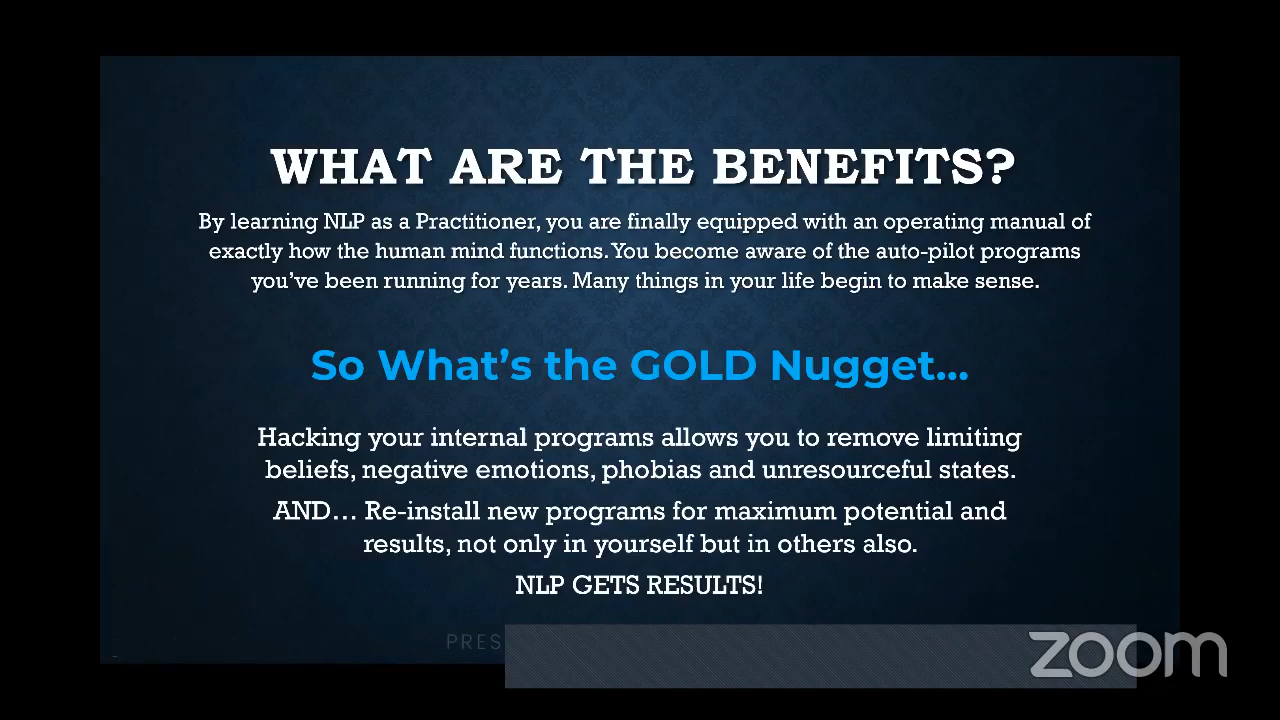 WHAT ARE THE BENEFITS?
By learning NLP as a Practitioner, you are finally equipped with an operating manual of
exactly how the human mind functions. You become aware of the auto-pilot programs
you've been running for years. Many things in your life begin to make sense.
So What's the GOLD Nugget...
Hacking your internal programs allows you to remove limiting
beliefs, negative emotions, phobias and unresourceful states.
AND... Re-install new programs for maximum potential and
results, not only in yourself but in others also.
NLP GETS RESULTS!
PRES
zoom